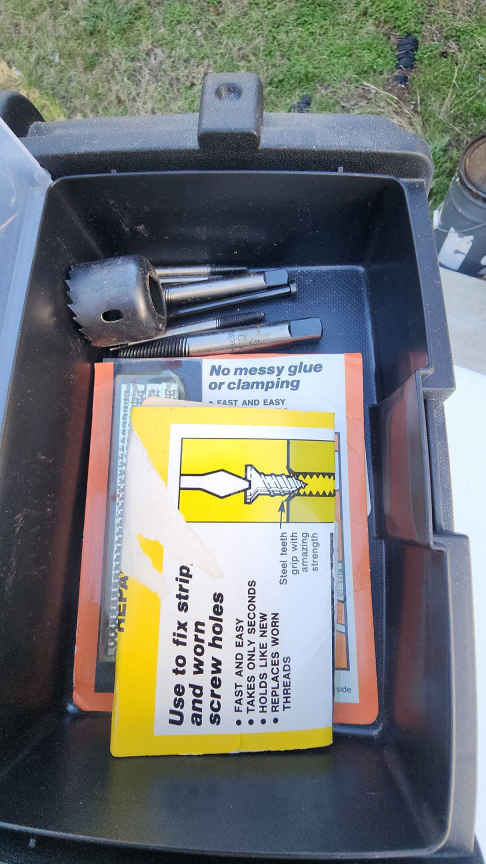 No messy glue
or clamping
• FAST AND EASY
Steel teeth
grip with
amazing
strength
Use to fix strip
and worn
screw holes
• FAST AND EASY
• TAKES ONLY SECONDS
• HOLDS LIKE NEW
• REPLACES WORN
THREADS
side